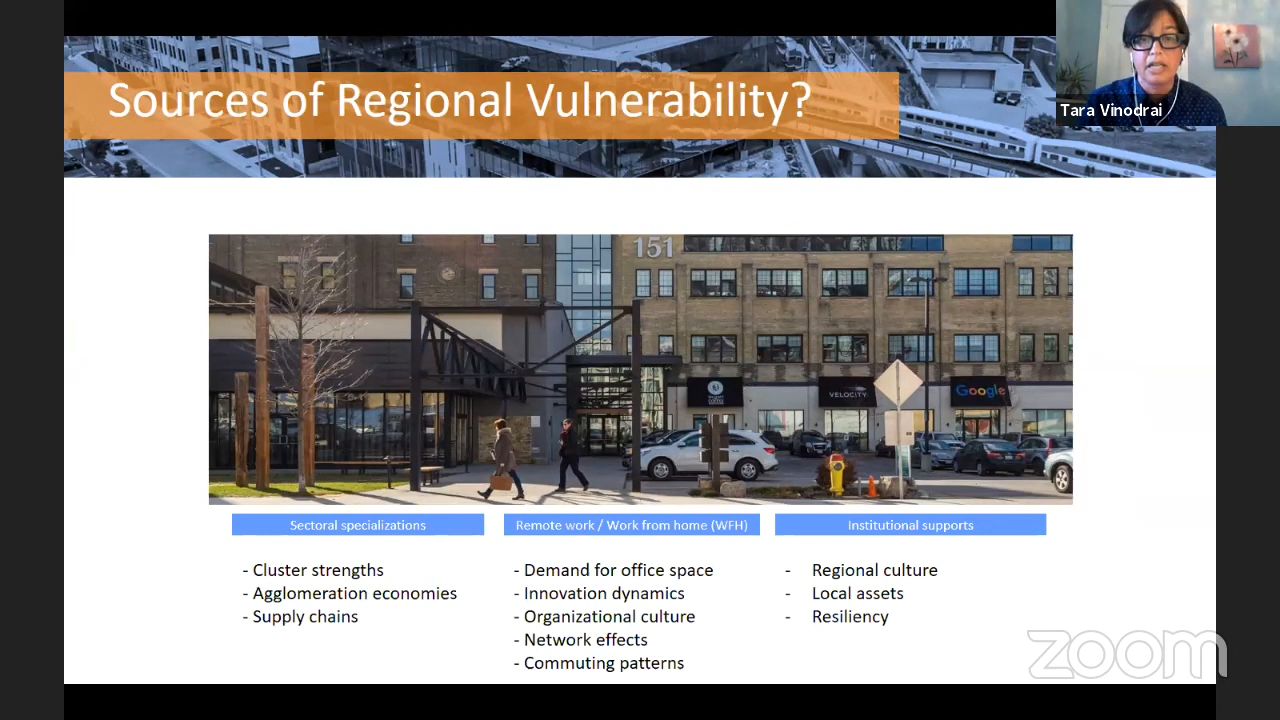 Sources of Regional Vulnerability?
Tara Vinodrai
151
VELOCITY
Google
Sectoral specializations
- Cluster strengths
- Agglomeration economies
- Supply chains
Remote work / Work from home (WFH)
- Demand for office space
- Innovation dynamics
- Organizational culture
- Network effects
- Commuting patterns
Institutional supports
- Regional culture
- Local assets
- Resiliency
zoom